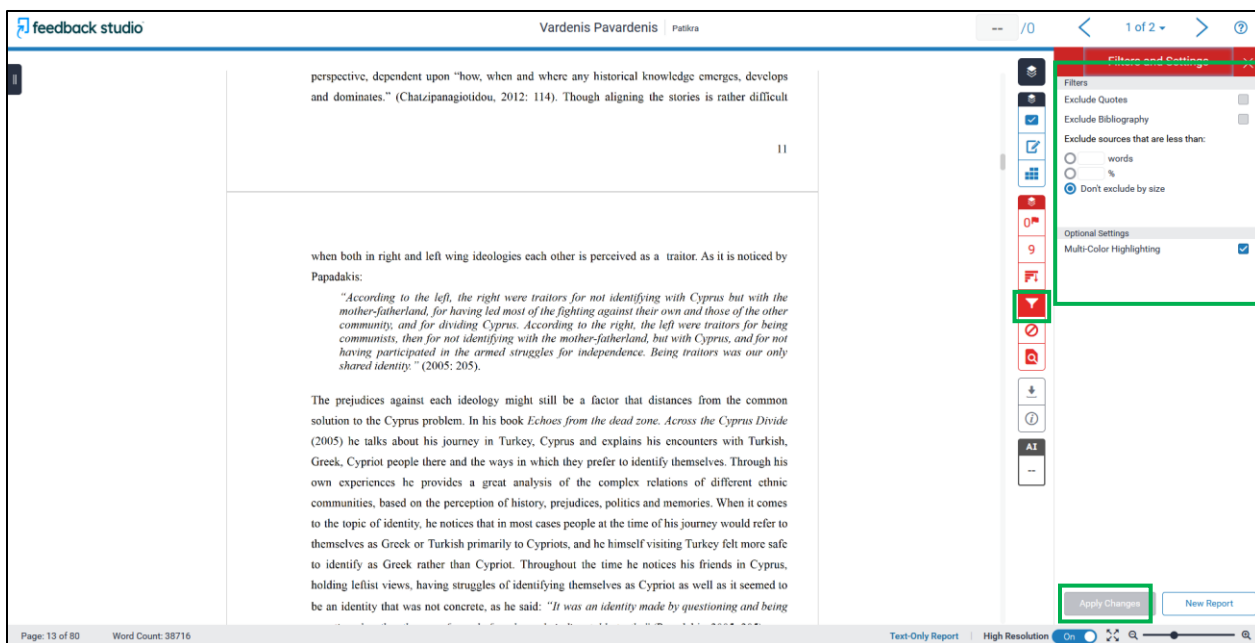 feedback studio
Vardenis Pavardenis | Patikra
-- /0
1 of 2
perspective, dependent upon “how, when and where any historical knowledge emerges, develops
and dominates.” (Chatzipanagiotidou, 2012: 114). Though aligning the stories is rather difficult
11
when both in right and left wing ideologies each other is perceived as a traitor. As it is noticed by
Papadakis:
“According to the left, the right were traitors for not identifying with Cyprus but with the
mother-fatherland, for having led most of the fighting against their own and those of the other
community, and for dividing Cyprus. According to the right, the left were traitors for being
communists, then for not identifying with the mother-fatherland, but with Cyprus, and for not
having participated in the armed struggles for independence. Being traitors was our only
shared identity.” (2005: 205).
The prejudices against each ideology might still be a factor that distances from the common
solution to the Cyprus problem. In his book Echoes from the dead zone. Across the Cyprus Divide
(2005) he talks about his journey in Turkey, Cyprus and explains his encounters with Turkish,
Greek, Cypriot people there and the ways in which they prefer to identify themselves. Through his
own experiences he provides a great analysis of the complex relations of different ethnic
communities, based on the perception of history, prejudices, politics and memories. When it comes
to the topic of identity, he notices that in most cases people at the time of his journey would refer to
themselves as Greek or Turkish primarily to Cypriots, and he himself visiting Turkey felt more safe
to identify as Greek rather than Cypriot. Throughout the time he notices his friends in Cyprus,
holding leftist views, having struggles of identifying themselves as Cypriot as well as it seemed to
be an identity that was not concrete, as he said: “It was an identity made by questioning and being
0
9
AI
--
Filters and Settings
Filters
Exclude Quotes
Exclude Bibliography
Exclude sources that are less than:
words
%
Don't exclude by size
Optional Settings
Multi-Color Highlighting
Apply Changes
New Report
Page: 13 of 80
Word Count: 38716
Text-Only Report
High Resolution
On